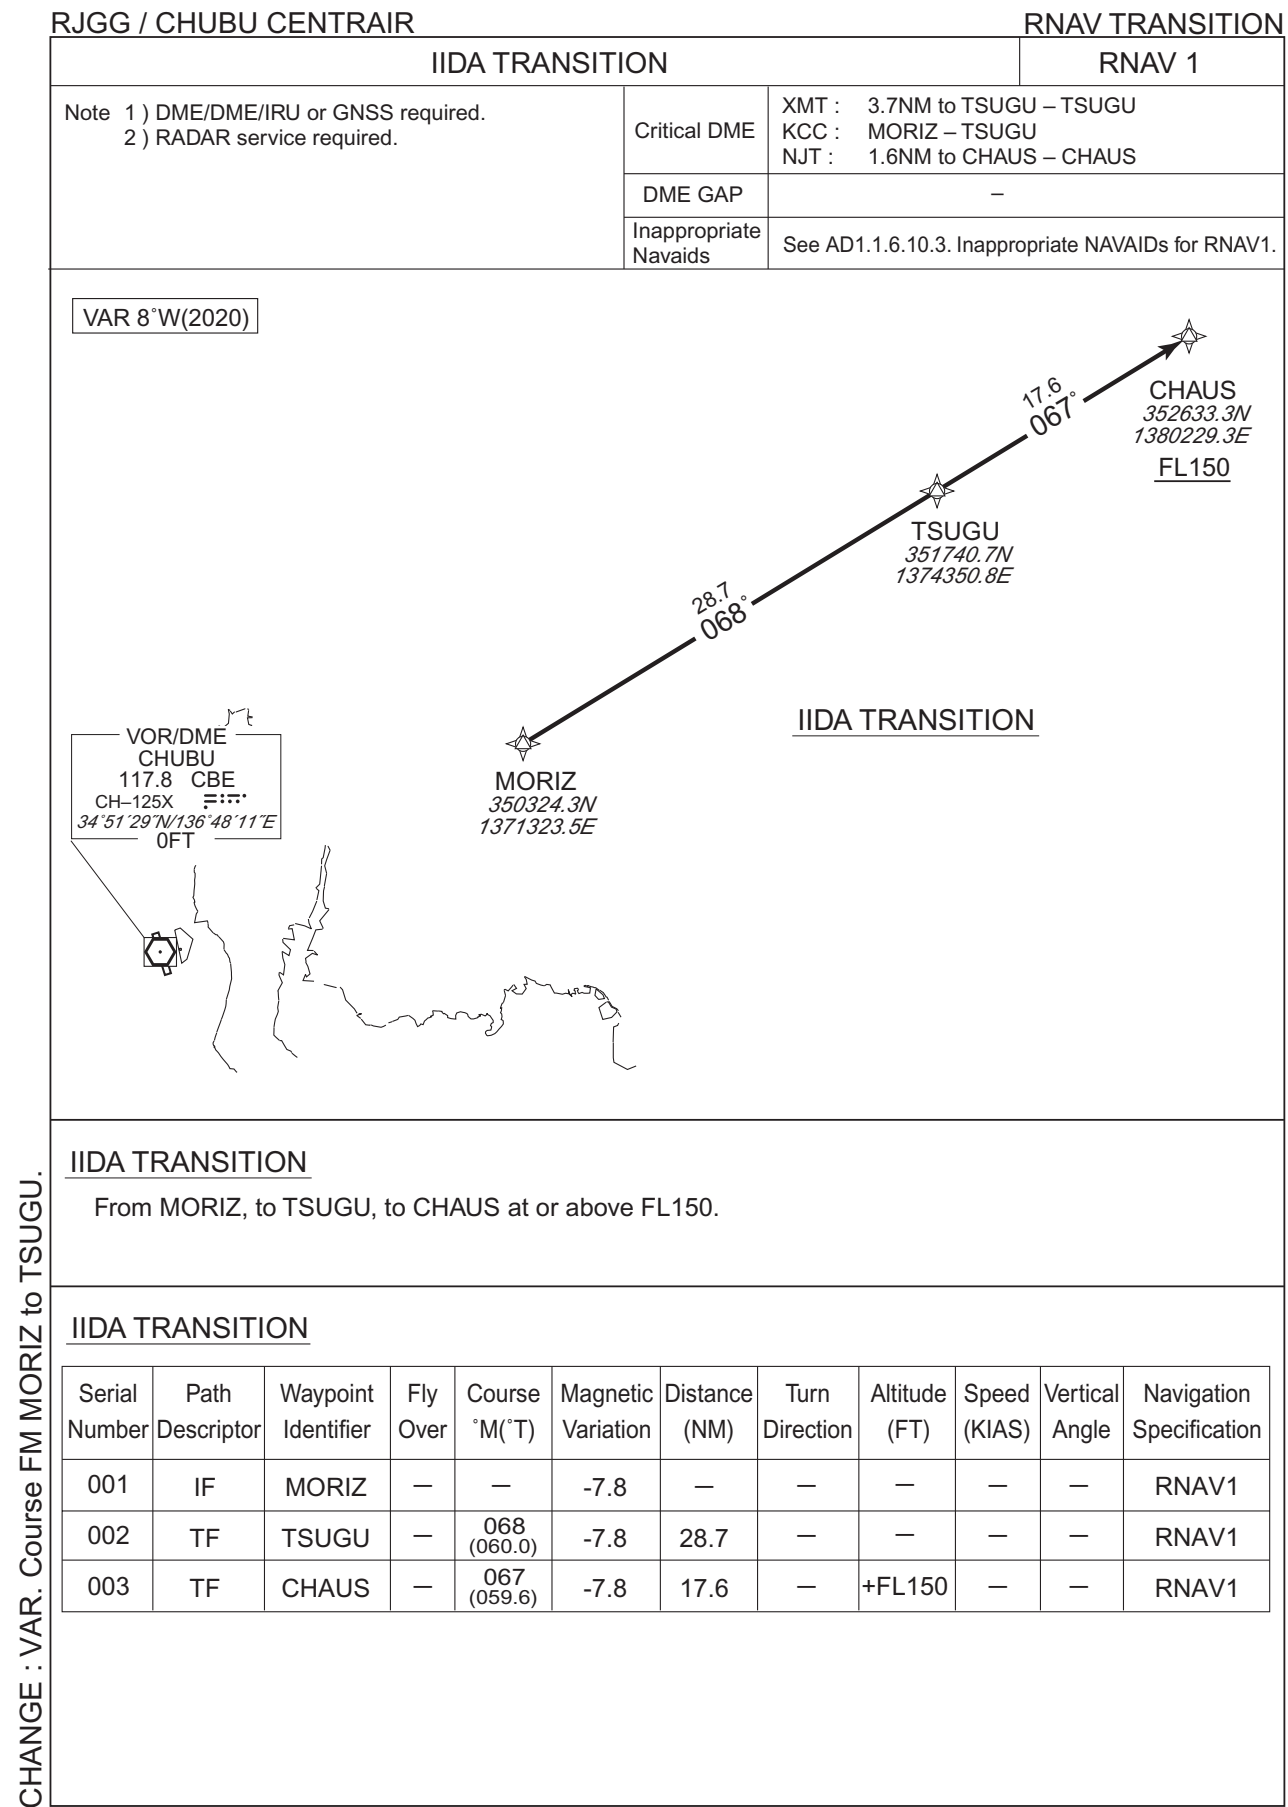 RJGG / CHUBU CENTRAIR
RNAV TRANSITION
IIDA TRANSITION
RNAV 1
Note 1 ) DME/DME/IRU or GNSS required.
2 ) RADAR service required.
Critical DME
XMT : 3.7NM to TSUGU – TSUGU
KCC : MORIZ – TSUGU
NJT : 1.6NM to CHAUS – CHAUS
DME GAP
–
Inappropriate
Navaids
See AD1.1.6.10.3. Inappropriate NAVAIDs for RNAV1.
VAR 8˚W(2020)
17.6
067˚
CHAUS
352633.3N
1380229.3E
FL150
TSUGU
351740.7N
1374350.8E
28.7
068˚
IIDA TRANSITION
MORIZ
350324.3N
1371323.5E
VOR/DME
CHUBU
117.8 CBE
CH–125X
34˚51´29˝N/136˚48´11˝E
0FT
IIDA TRANSITION
From MORIZ, to TSUGU, to CHAUS at or above FL150.
IIDA TRANSITION
Serial Number | Path Descriptor | Waypoint Identifier | Fly Over | Course ˚M(˚T) | Magnetic Variation | Distance (NM) | Turn Direction | Altitude (FT) | Speed (KIAS) | Vertical Angle | Navigation Specification
001 IF MORIZ – – -7.8 – – – – – RNAV1
002 TF TSUGU – 068 (060.0) -7.8 28.7 – – – – RNAV1
003 TF CHAUS – 067 (059.6) -7.8 17.6 – +FL150 – – RNAV1
CHANGE : VAR. Course FM MORIZ to TSUGU.